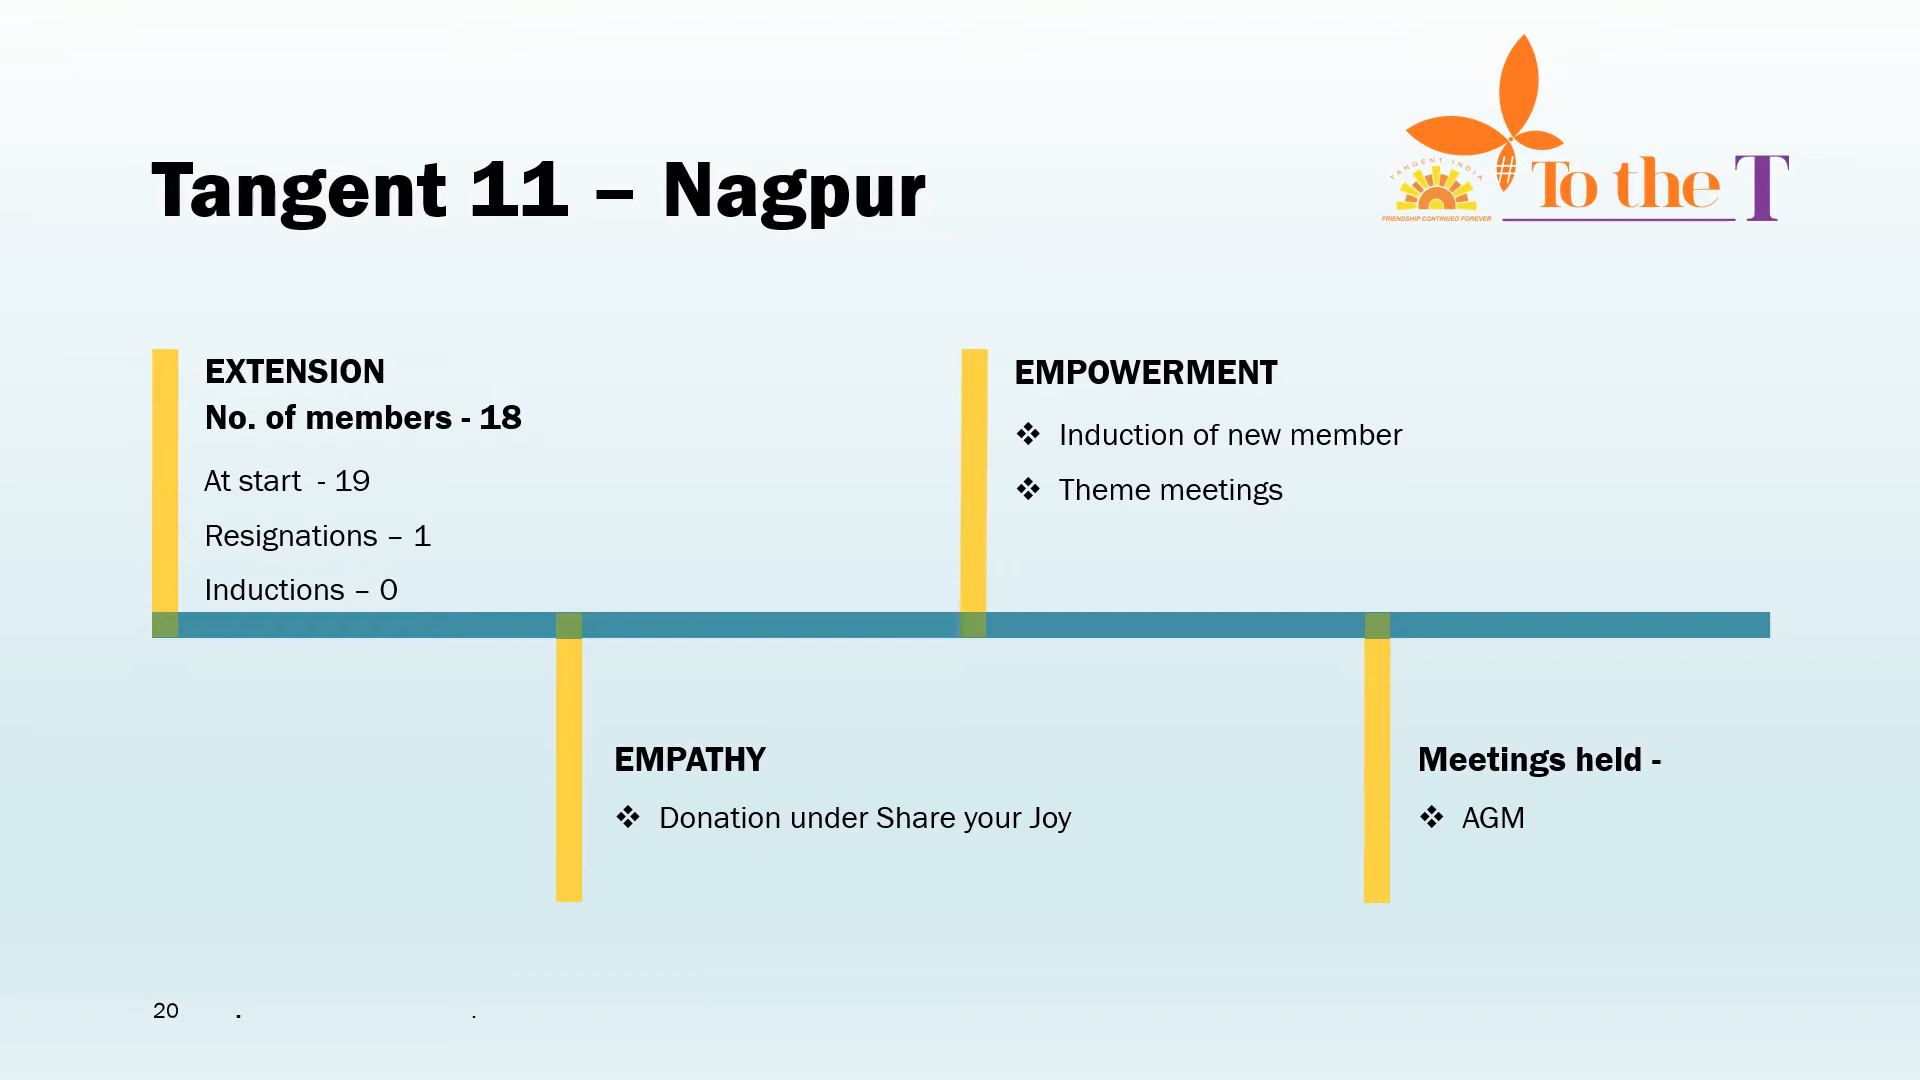 Tangent 11 – Nagpur
TANGENT INDIA
FRIENDSHIP CONTINUED FOREVER
# To the T
EXTENSION
No. of members - 18
At start  - 19
Resignations – 1
Inductions – 0
EMPOWERMENT
❖ Induction of new member
❖ Theme meetings
EMPATHY
❖ Donation under Share your Joy
Meetings held -
❖ AGM
20 . .